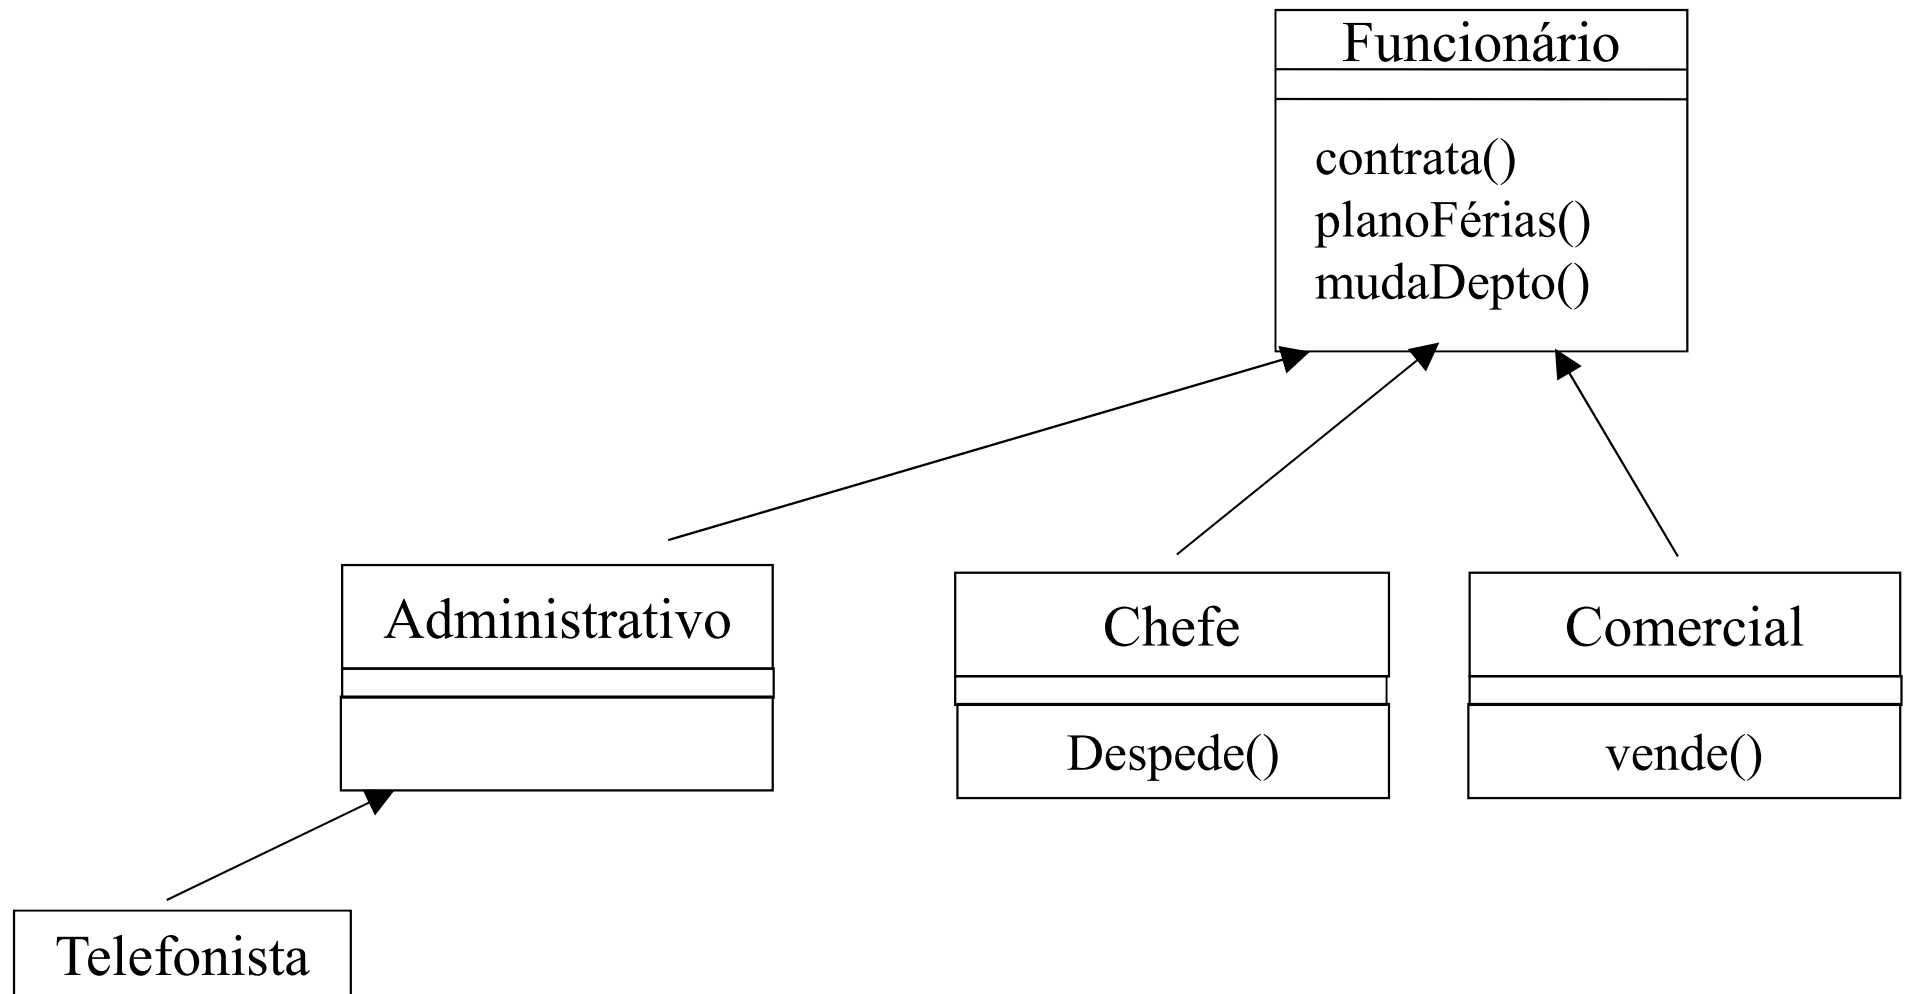 Funcionário
contrata()
planoFérias()
mudaDepto()
Administrativo
Chefe
Comercial
Despede()
vende()
Telefonista